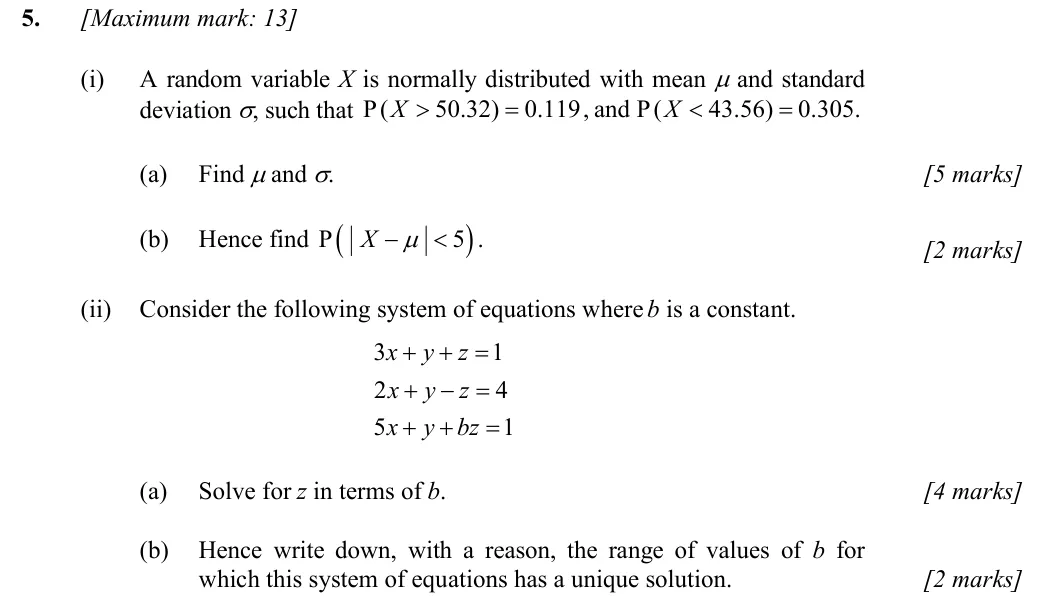 5. [Maximum mark: 13]
(i) A random variable X is normally distributed with mean μ and standard
deviation σ, such that P(X > 50.32) = 0.119, and P(X < 43.56) = 0.305.
(a) Find μ and σ. [5 marks]
(b) Hence find P(|X − μ| < 5). [2 marks]
(ii) Consider the following system of equations where b is a constant.
3x + y + z = 1
2x + y − z = 4
5x + y + bz = 1
(a) Solve for z in terms of b. [4 marks]
(b) Hence write down, with a reason, the range of values of b for
which this system of equations has a unique solution. [2 marks]